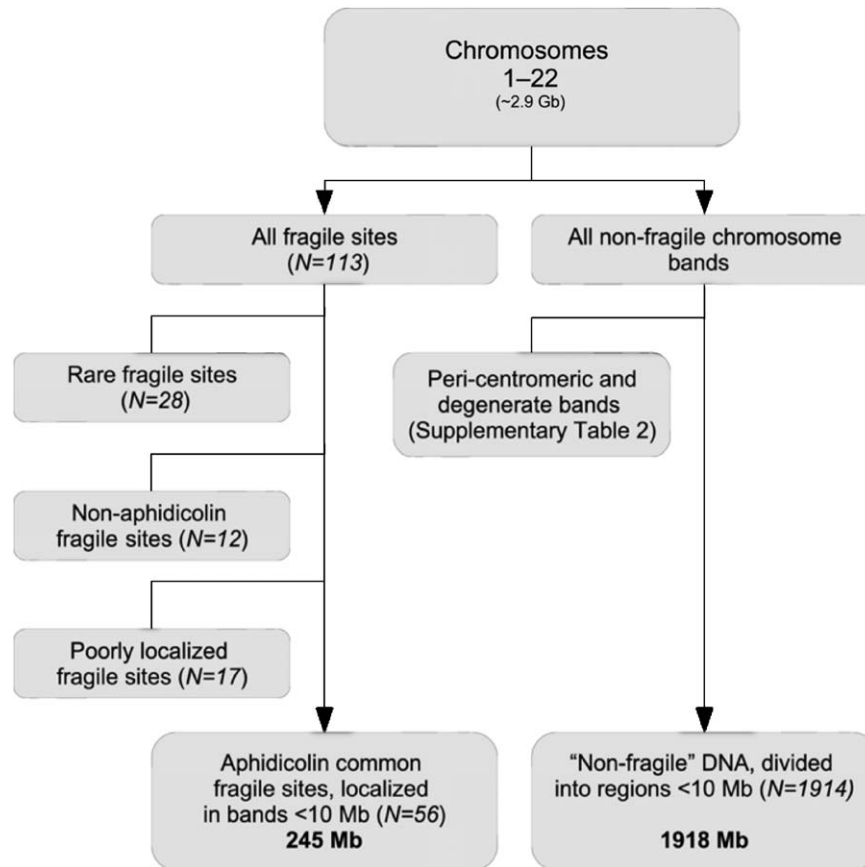 Chromosomes
1–22
(~2.9 Gb)
All fragile sites
(N=113)
All non-fragile chromosome
bands
Rare fragile sites
(N=28)
Peri-centromeric and
degenerate bands
(Supplementary Table 2)
Non-aphidicolin
fragile sites (N=12)
Poorly localized
fragile sites (N=17)
Aphidicolin common
fragile sites, localized
in bands <10 Mb (N=56)
245 Mb
“Non-fragile” DNA, divided
into regions <10 Mb (N=1914)
1918 Mb